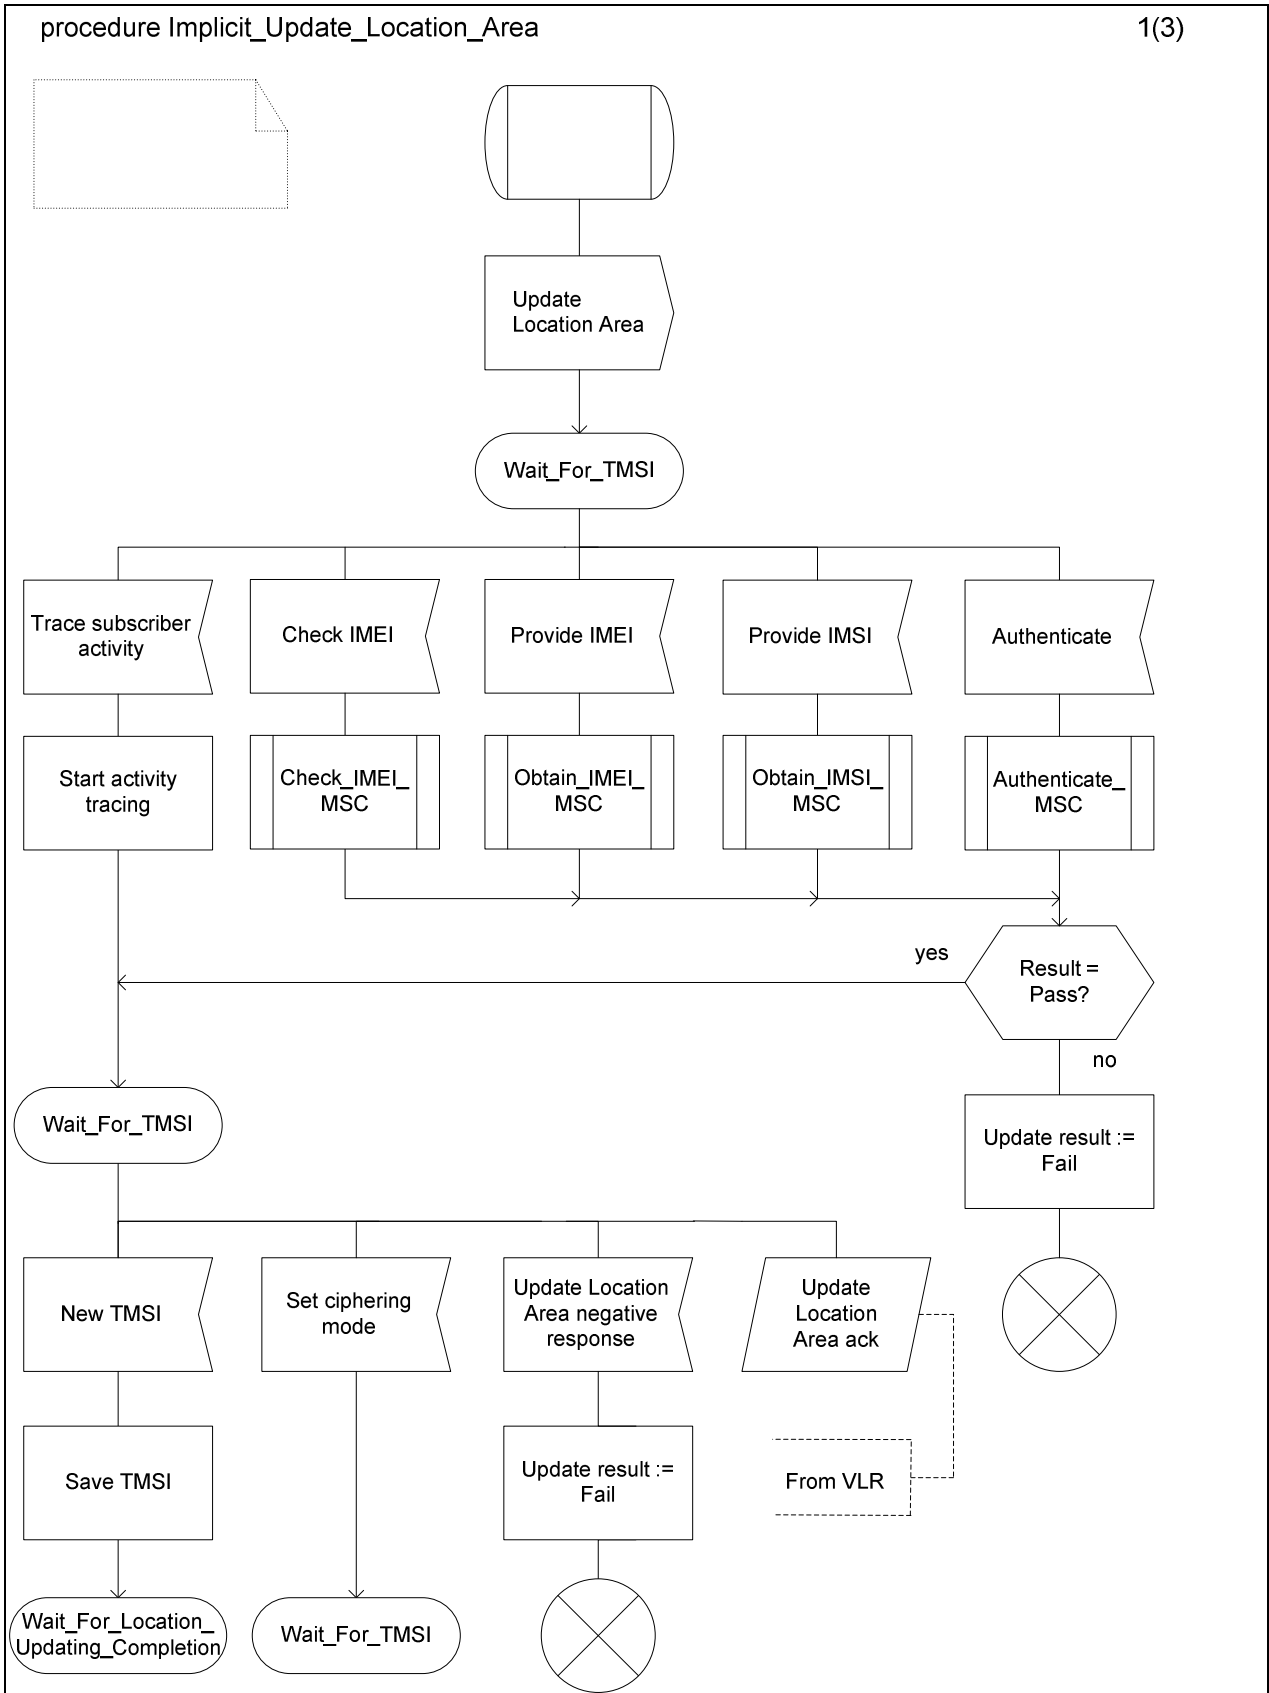 procedure Implicit_Update_Location_Area
1(3)
Update
Location Area
Wait_For_TMSI
Trace subscriber
activity
Check IMEI
Provide IMEI
Provide IMSI
Authenticate
Start activity
tracing
Check_IMEI_
MSC
Obtain_IMEI_
MSC
Obtain_IMSI_
MSC
Authenticate_
MSC
yes
Result =
Pass?
no
Wait_For_TMSI
Update result :=
Fail
New TMSI
Set ciphering
mode
Update Location
Area negative
response
Update
Location
Area ack
Save TMSI
Update result :=
Fail
From VLR
Wait_For_Location_
Updating_Completion
Wait_For_TMSI